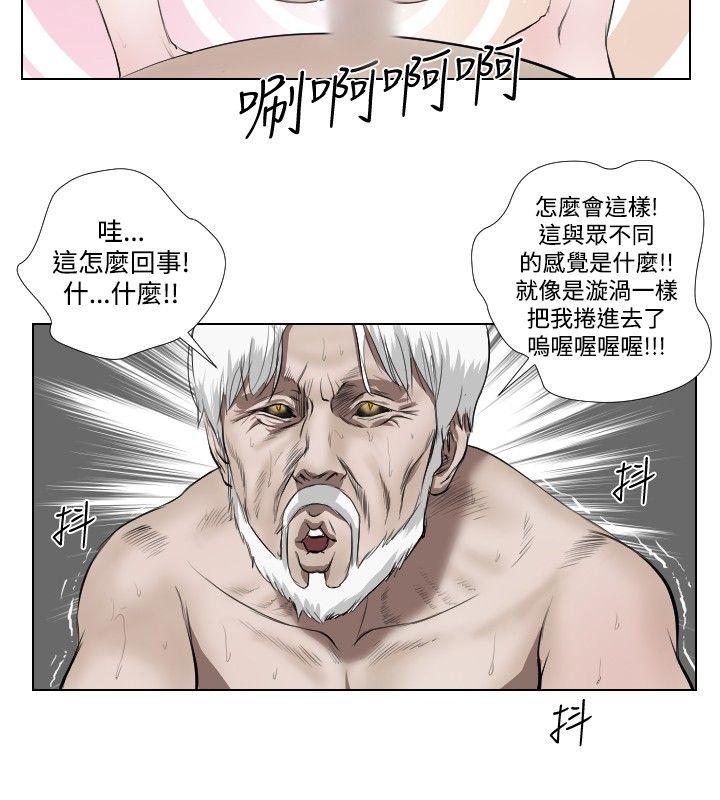 唰啊啊啊
哇...
這怎麼回事!
什...什麼!!
怎麼會這樣!
這與眾不同
的感覺是什麼!!
就像是漩渦一樣
把我捲進去了
嗚喔喔喔喔!!!
抖
抖
抖